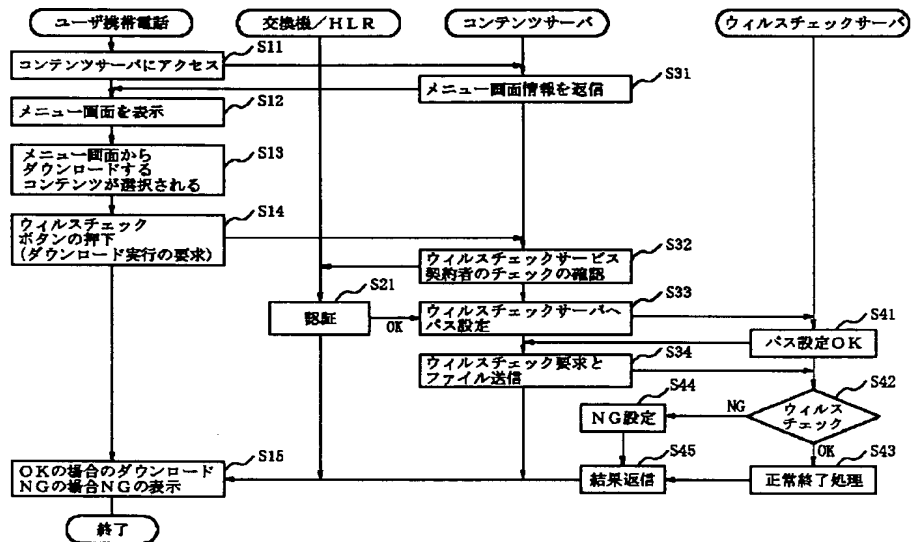 ユーザ携帯電話
交換機／HLR
コンテンツサーバ
ウィルスチェックサーバ
S11
コンテンツサーバにアクセス
S31
メニュー画面情報を返信
S12
メニュー画面を表示
S13
メニュー画面から
ダウンロードする
コンテンツが選択される
S14
ウィルスチェック
ボタンの押下
(ダウンロード実行の要求)
S32
ウィルスチェックサービス
契約者のチェックの確認
S21
認証
OK
S33
ウィルスチェックサーバへ
パス設定
S41
パス設定OK
S34
ウィルスチェック要求と
ファイル送信
S42
ウィルス
チェック
NG
OK
S44
NG設定
S43
正常終了処理
S45
結果返信
S15
OKの場合のダウンロード
NGの場合NGの表示
終了